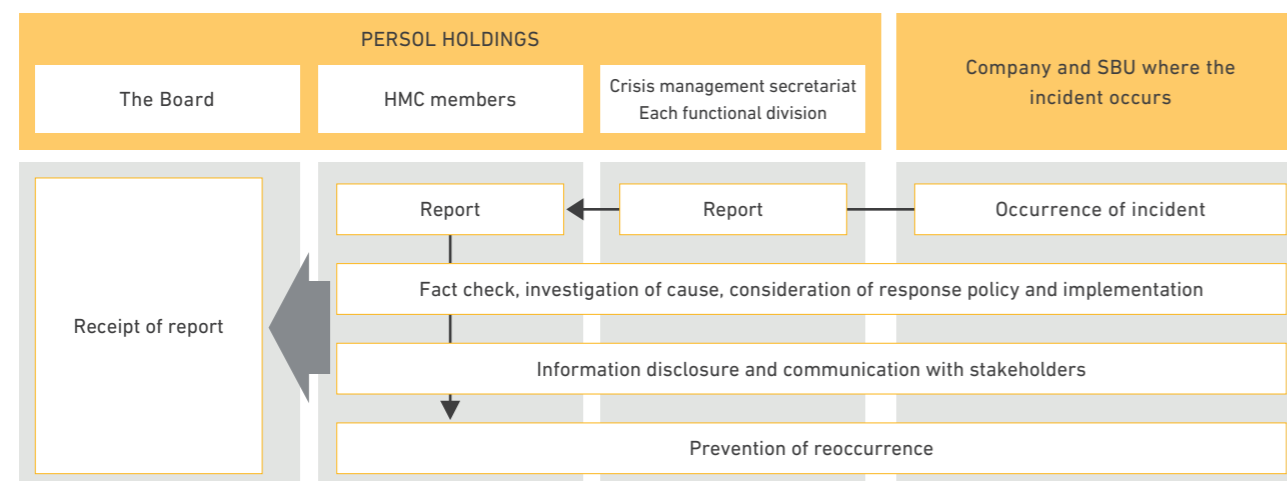 PERSOL HOLDINGS
The Board
HMC members
Crisis management secretariat
Each functional division
Company and SBU where the
incident occurs
Report
Report
Occurrence of incident
Fact check, investigation of cause, consideration of response policy and implementation
Receipt of report
Information disclosure and communication with stakeholders
Prevention of reoccurrence